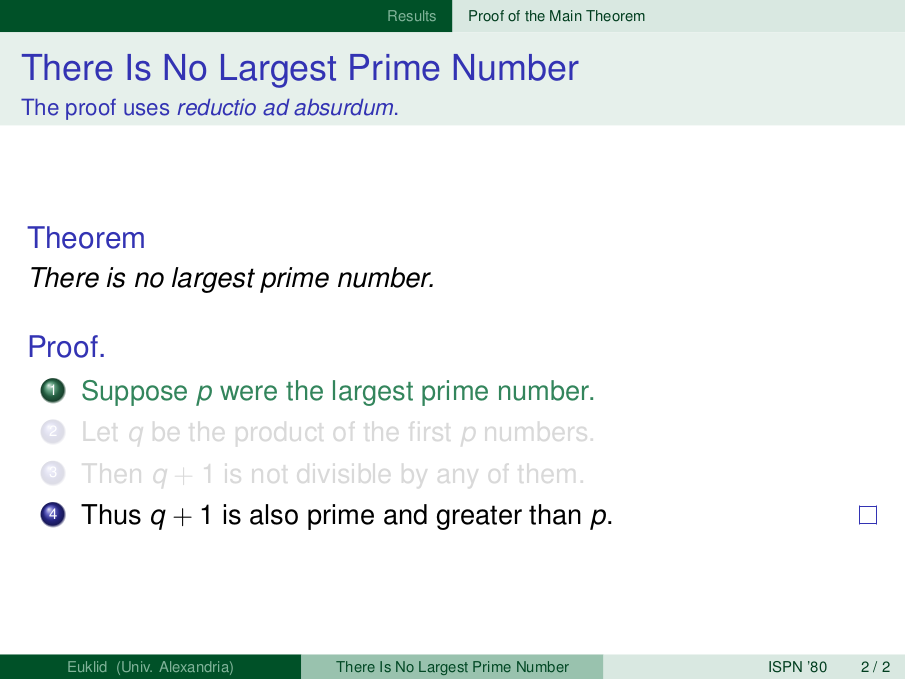 Results Proof of the Main Theorem
There Is No Largest Prime Number
The proof uses reductio ad absurdum.
Theorem
There is no largest prime number.
Proof.
1 Suppose p were the largest prime number.
2 Let q be the product of the first p numbers.
3 Then q + 1 is not divisible by any of them.
4 Thus q + 1 is also prime and greater than p. □
Euklid (Univ. Alexandria) There Is No Largest Prime Number ISPN ’80 2 / 2